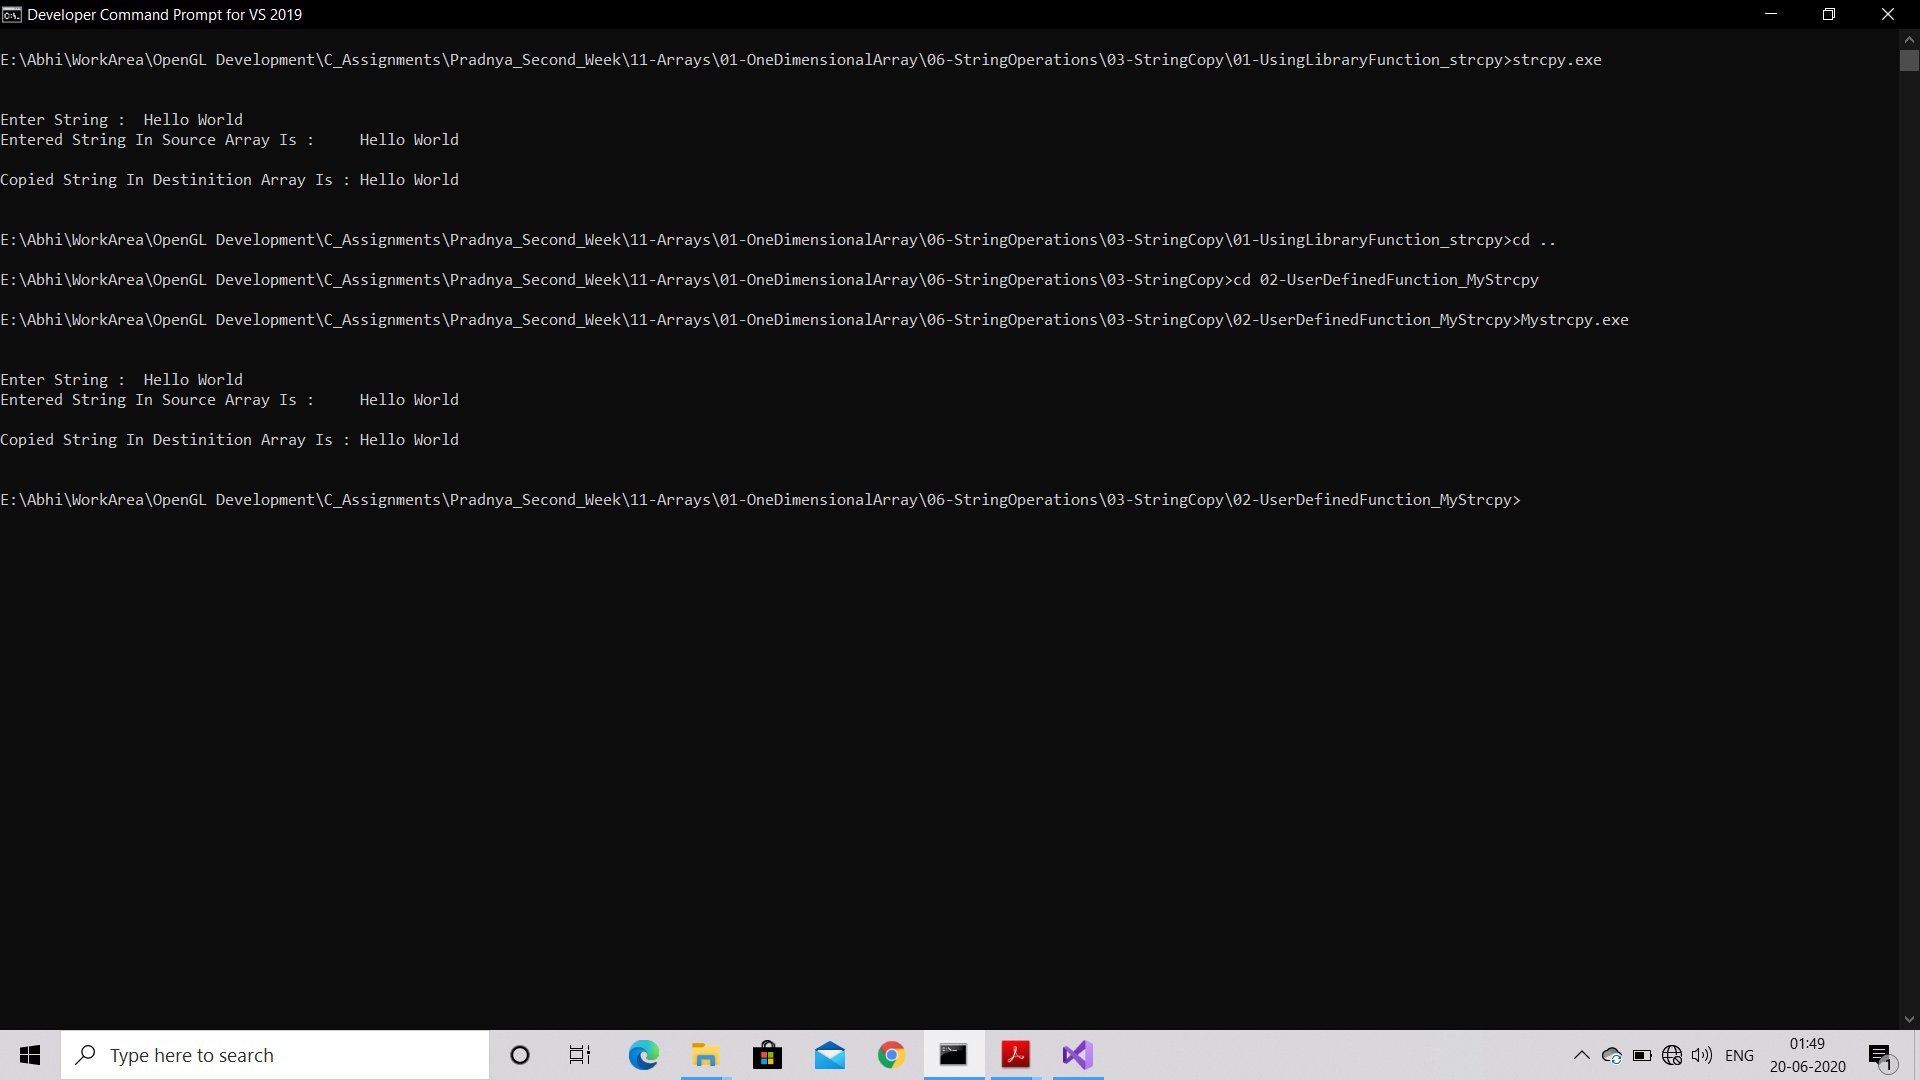 Developer Command Prompt for VS 2019
E:\Abhi\WorkArea\OpenGL Development\C_Assignments\Pradnya_Second_Week\11-Arrays\01-OneDimensionalArray\06-StringOperations\03-StringCopy\01-UsingLibraryFunction_strcpy>strcpy.exe
Enter String :  Hello World
Entered String In Source Array Is :     Hello World
Copied String In Destinition Array Is : Hello World
E:\Abhi\WorkArea\OpenGL Development\C_Assignments\Pradnya_Second_Week\11-Arrays\01-OneDimensionalArray\06-StringOperations\03-StringCopy\01-UsingLibraryFunction_strcpy>cd ..
E:\Abhi\WorkArea\OpenGL Development\C_Assignments\Pradnya_Second_Week\11-Arrays\01-OneDimensionalArray\06-StringOperations\03-StringCopy>cd 02-UserDefinedFunction_MyStrcpy
E:\Abhi\WorkArea\OpenGL Development\C_Assignments\Pradnya_Second_Week\11-Arrays\01-OneDimensionalArray\06-StringOperations\03-StringCopy\02-UserDefinedFunction_MyStrcpy>Mystrcpy.exe
Enter String :  Hello World
Entered String In Source Array Is :     Hello World
Copied String In Destinition Array Is : Hello World
E:\Abhi\WorkArea\OpenGL Development\C_Assignments\Pradnya_Second_Week\11-Arrays\01-OneDimensionalArray\06-StringOperations\03-StringCopy\02-UserDefinedFunction_MyStrcpy>
Type here to search
ENG
01:49
20-06-2020
1